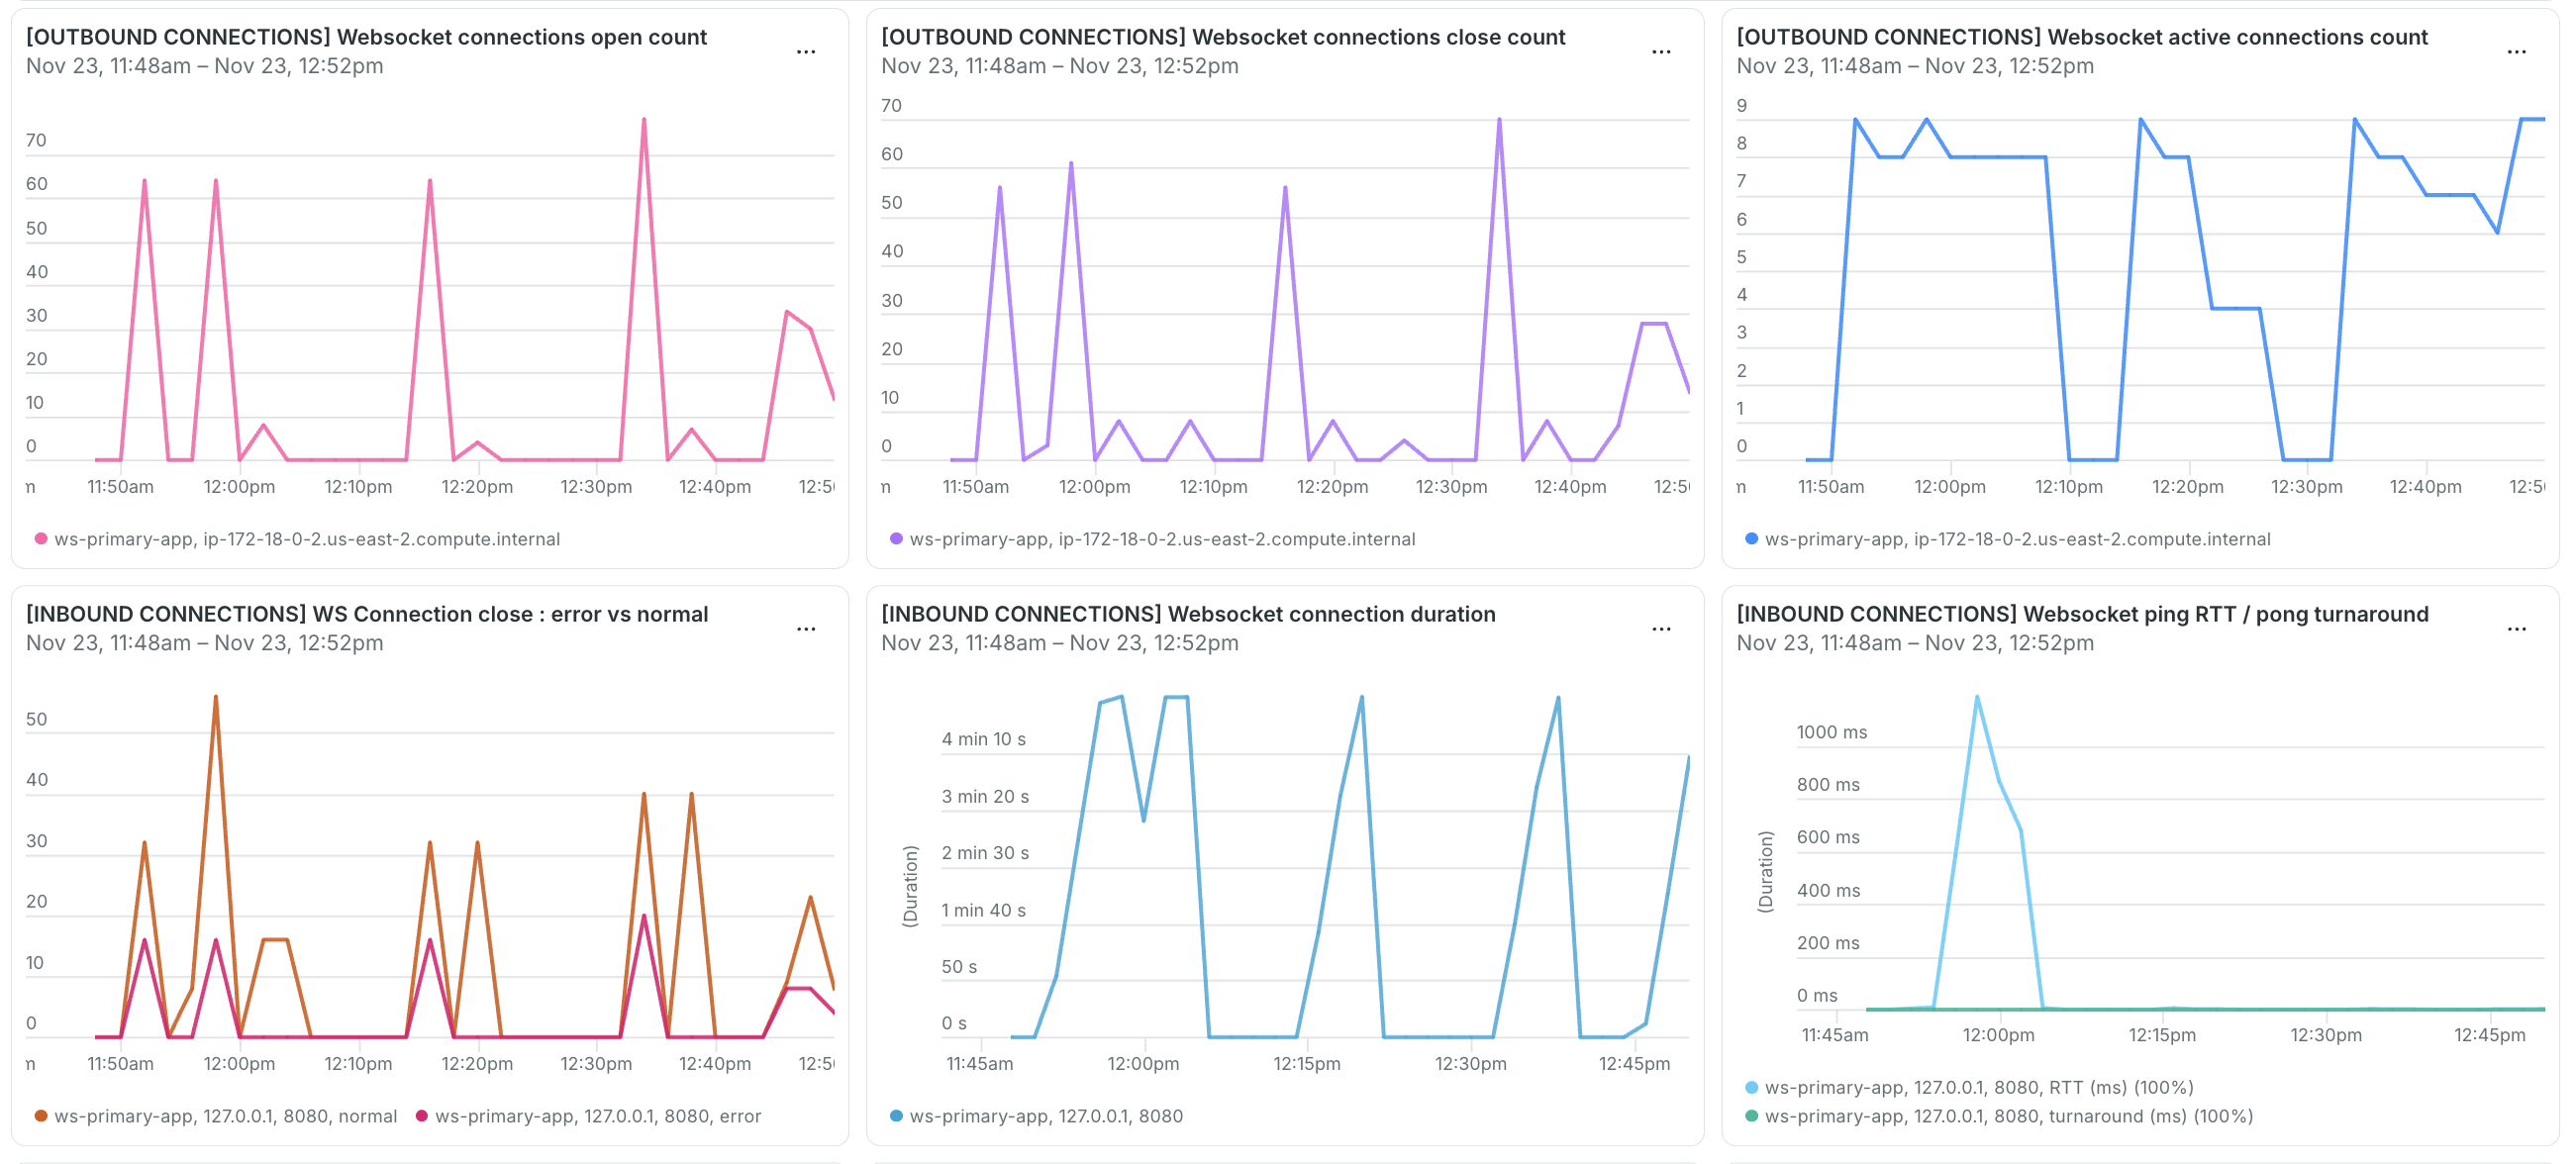 [OUTBOUND CONNECTIONS] Websocket connections open count
Nov 23, 11:48am – Nov 23, 12:52pm
...
70
60
50
40
30
20
10
0
m
11:50am 12:00pm 12:10pm 12:20pm 12:30pm 12:40pm 12:50
ws-primary-app, ip-172-18-0-2.us-east-2.compute.internal
[OUTBOUND CONNECTIONS] Websocket connections close count
Nov 23, 11:48am – Nov 23, 12:52pm
...
70
60
50
40
30
20
10
0
m
11:50am 12:00pm 12:10pm 12:20pm 12:30pm 12:40pm 12:50
ws-primary-app, ip-172-18-0-2.us-east-2.compute.internal
[OUTBOUND CONNECTIONS] Websocket active connections count
Nov 23, 11:48am – Nov 23, 12:52pm
...
9
8
7
6
5
4
3
2
1
0
m
11:50am 12:00pm 12:10pm 12:20pm 12:30pm 12:40pm 12:50
ws-primary-app, ip-172-18-0-2.us-east-2.compute.internal
[INBOUND CONNECTIONS] WS Connection close : error vs normal
Nov 23, 11:48am – Nov 23, 12:52pm
...
50
40
30
20
10
0
m
11:50am 12:00pm 12:10pm 12:20pm 12:30pm 12:40pm 12:50
ws-primary-app, 127.0.0.1, 8080, normal ws-primary-app, 127.0.0.1, 8080, error
[INBOUND CONNECTIONS] Websocket connection duration
Nov 23, 11:48am – Nov 23, 12:52pm
...
(Duration)
4 min 10 s
3 min 20 s
2 min 30 s
1 min 40 s
50 s
0 s
11:45am 12:00pm 12:15pm 12:30pm 12:45pm
ws-primary-app, 127.0.0.1, 8080
[INBOUND CONNECTIONS] Websocket ping RTT / pong turnaround
Nov 23, 11:48am – Nov 23, 12:52pm
...
(Duration)
1000 ms
800 ms
600 ms
400 ms
200 ms
0 ms
11:45am 12:00pm 12:15pm 12:30pm 12:45pm
ws-primary-app, 127.0.0.1, 8080, RTT (ms) (100%)
ws-primary-app, 127.0.0.1, 8080, turnaround (ms) (100%)